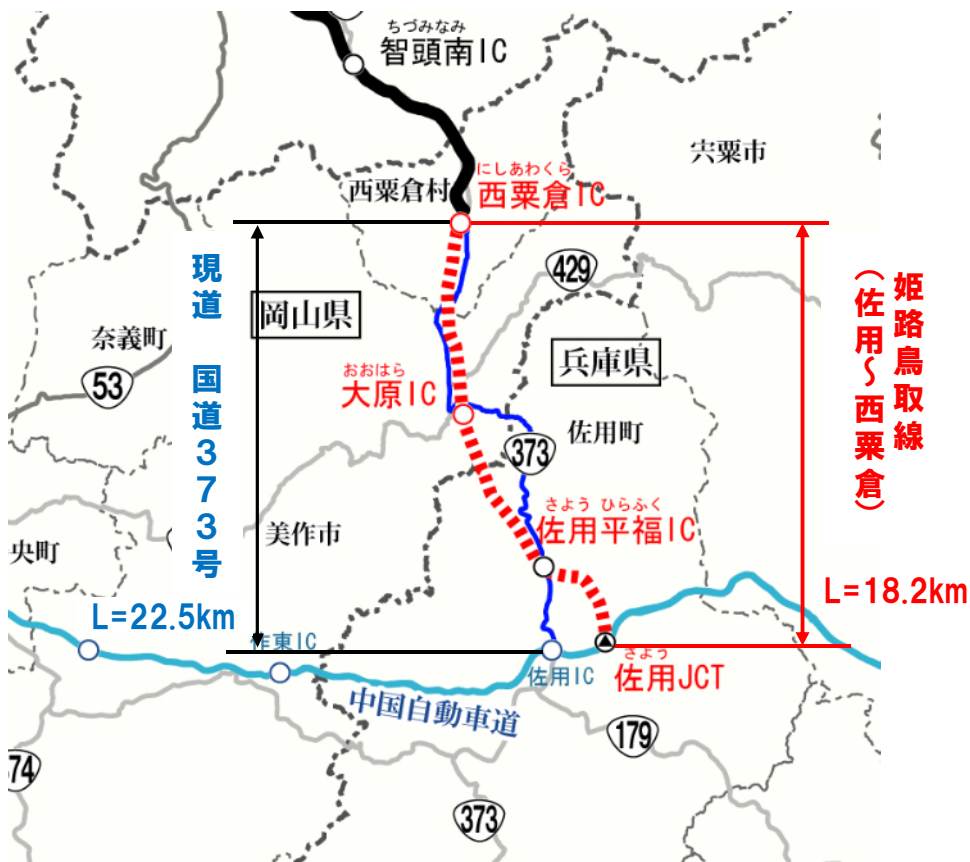 ちづみなみ
智頭南IC
宍粟市
にしあわくら
西粟倉村
西粟倉IC
429
現道 国道373号
岡山県
姫路鳥取線
(佐用～西粟倉)
奈義町
兵庫県
53
おおはら
大原IC
佐用町
373
さよう ひらふく
佐用平福IC
美作市
央町
L=22.5km
L=18.2km
作東IC
佐用IC
さよう
佐用JCT
中国自動車道
179
373